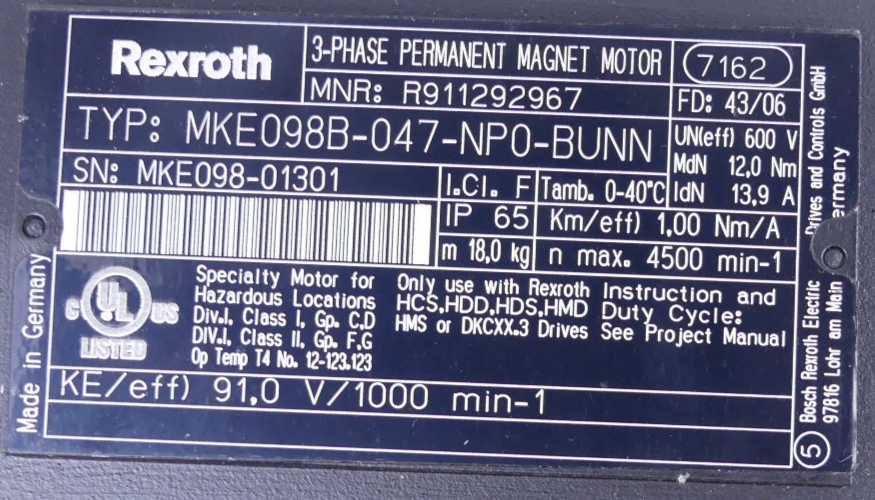 Rexroth
3-PHASE PERMANENT MAGNET MOTOR
7162
MNR: R911292967
FD: 43/06
TYP: MKE098B-047-NP0-BUNN
UN(eff) 600 V
MdN 12,0 Nm
IdN 13,9 A
SN: MKE098-01301
I.Cl. F
Tamb. 0-40°C
IP 65
Km/eff) 1,00 Nm/A
m 18,0 kg
n max. 4500 min-1
C UL US
LISTED
Specialty Motor for
Hazardous Locations
Div.I, Class I, Gp. C,D
DIV.I, Class II, Gp. F,G
Op Temp T4 No. 12-123.123
Only use with Rexroth Instruction and
HCS,HDD,HDS,HMD Duty Cycle:
HMS or DKCXX.3 Drives See Project Manual
KE/eff) 91,0 V/1000 min-1
Made in Germany
Bosch Rexroth Electric Drives and Controls GmbH
97816 Lohr am Main Germany
5